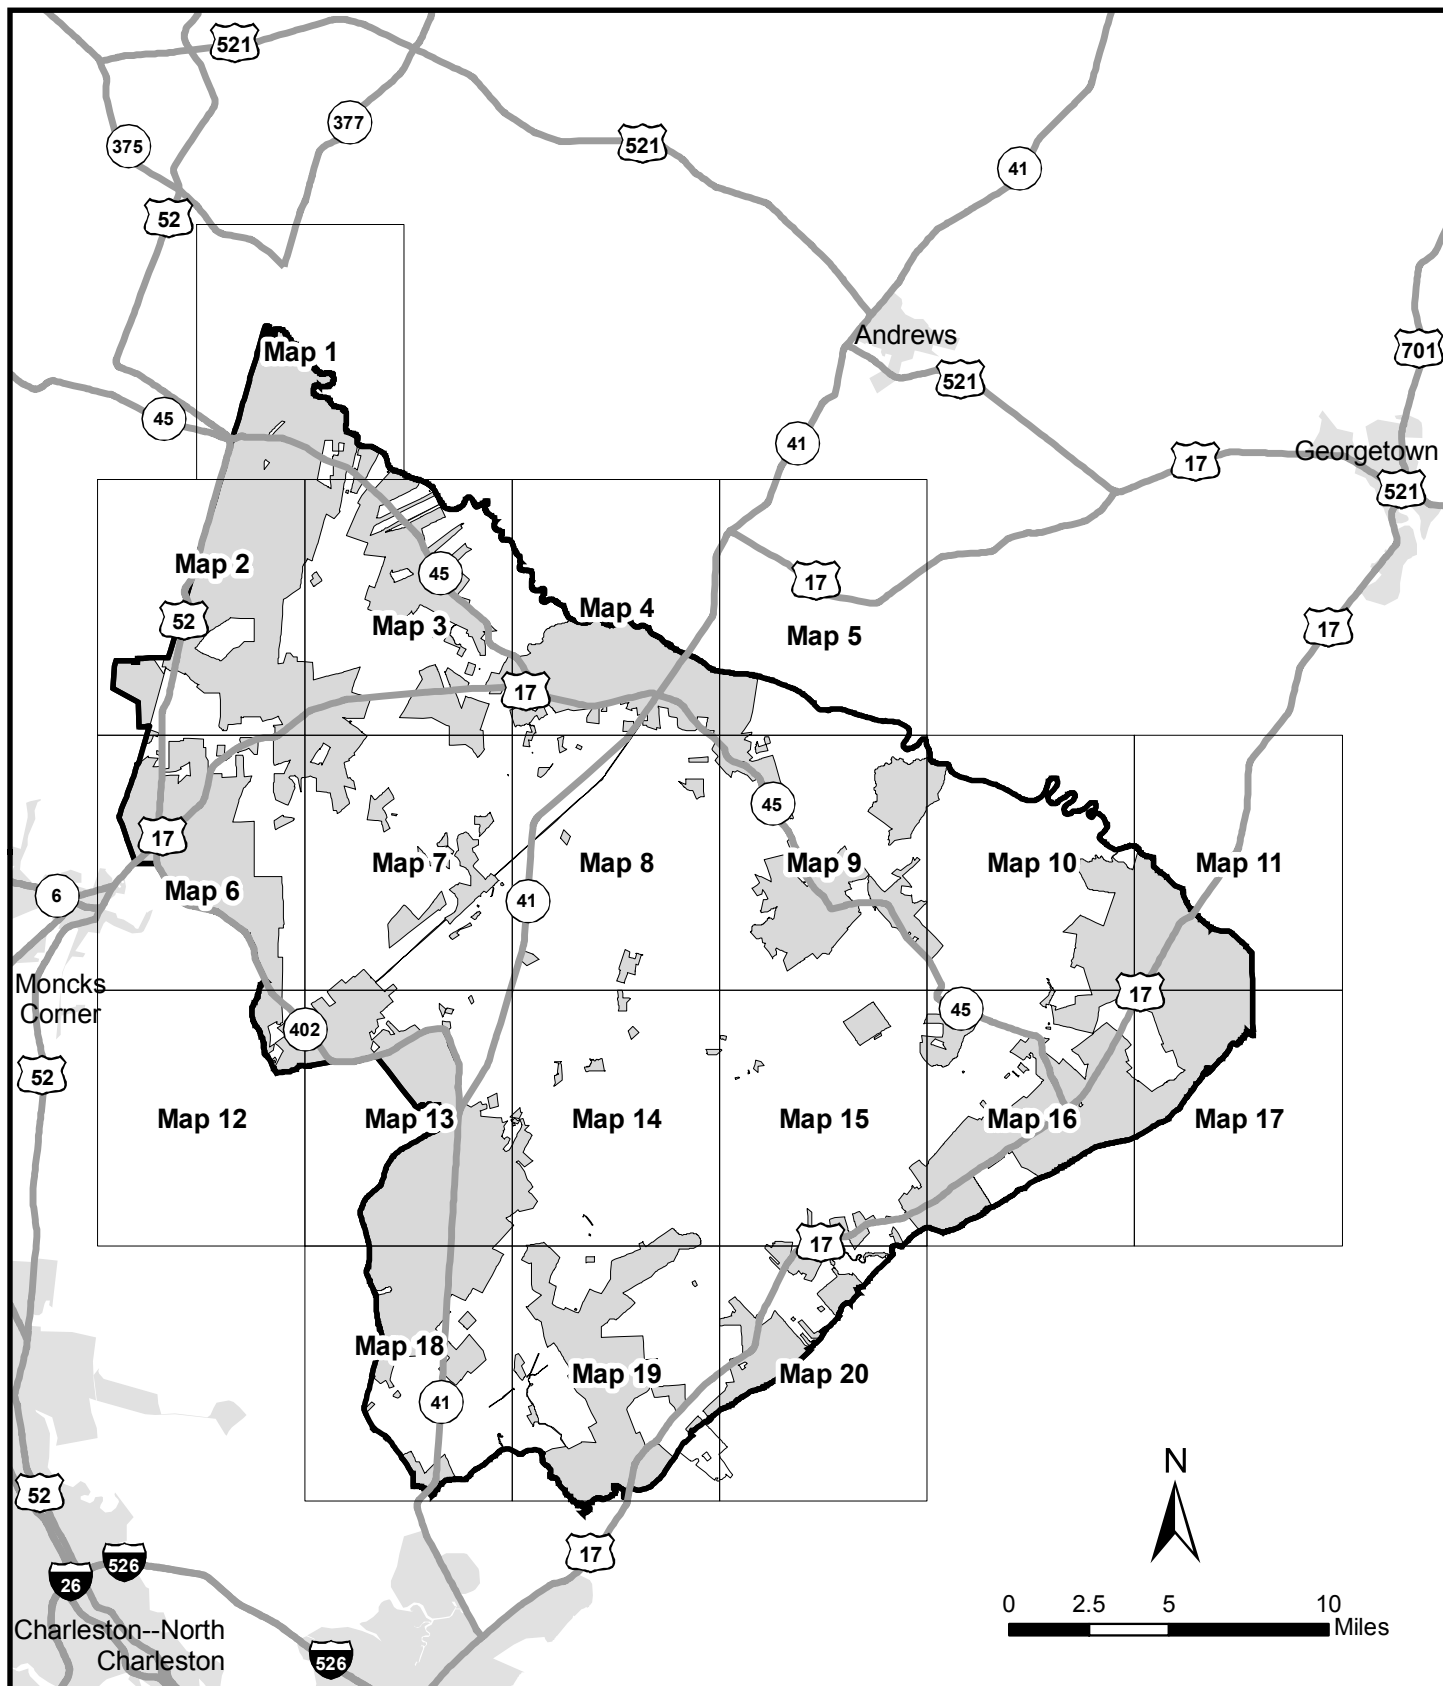 521
377
375
521
41
52
Andrews
701
Map 1
521
45
41
17
Georgetown
521
Map 2
45
17
52
Map 3
Map 4
Map 5
17
17
45
17
Map 6
Map 7
Map 8
Map 9
Map 10
Map 11
6
41
Moncks
Corner
17
45
402
52
Map 12
Map 13
Map 14
Map 15
Map 16
Map 17
17
Map 18
Map 19
Map 20
41
N
52
17
526
26
0 2.5 5 10
Miles
Charleston--North
Charleston
526